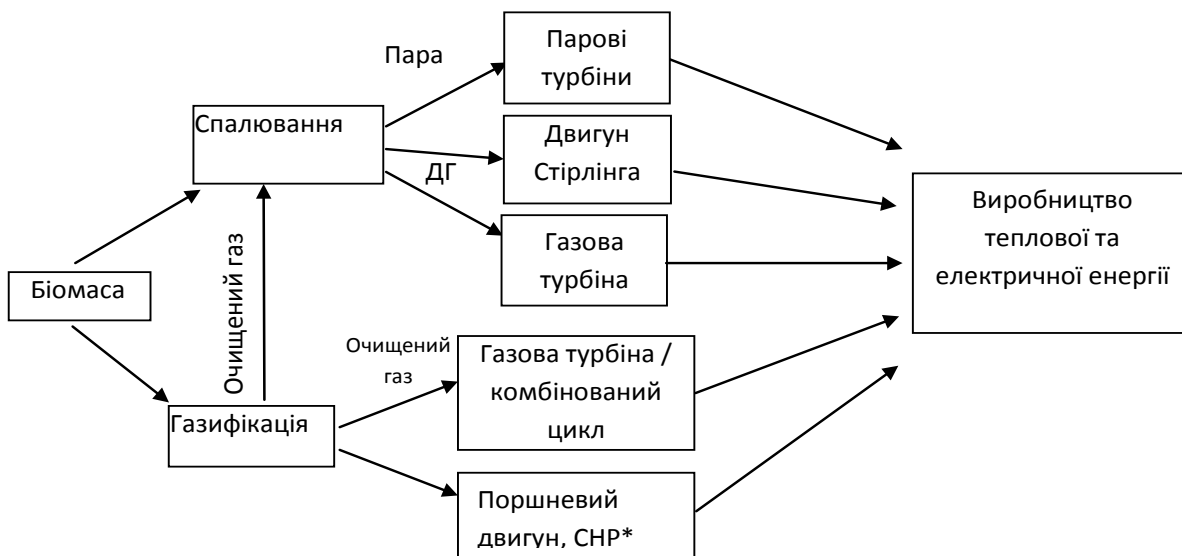 Пара
Парові
турбіни
Спалювання
Двигун
Стірлінга
ДГ
Газова
турбіна
Виробництво
теплової та
електричної енергії
Біомаса
Очищений газ
Газифікація
Очищений
газ
Газова турбіна /
комбінований
цикл
Поршневий
двигун, СНР*